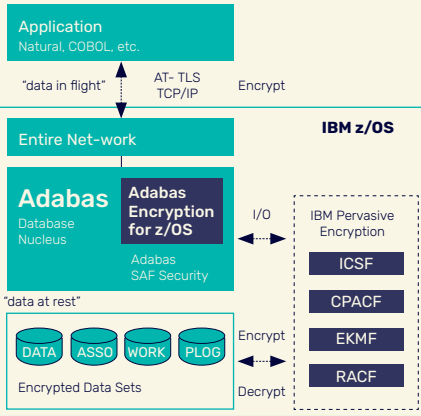 Application
Natural, COBOL, etc.
“data in flight”
AT- TLS
TCP/IP
Encrypt
IBM z/OS
Entire Net-work
Adabas
Database
Nucleus
Adabas
Encryption
for z/OS
Adabas
SAF Security
I/O
IBM Pervasive
Encryption
ICSF
CPACF
EKMF
RACF
“data at rest”
DATA
ASSO
WORK
PLOG
Encrypted Data Sets
Encrypt
Decrypt